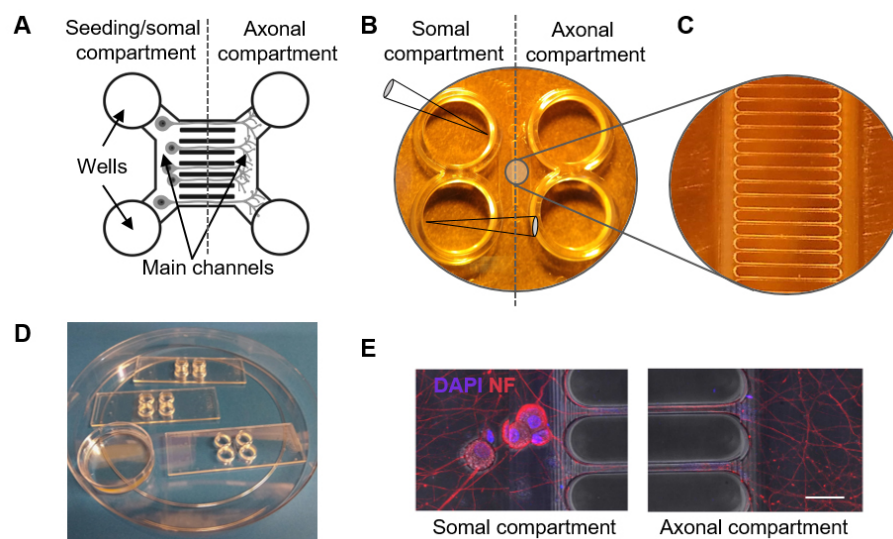 A
Seeding/somal
compartment
Axonal
compartment
Wells
Main channels
B
Somal
compartment
Axonal
compartment
C
D
E
DAPI NF
Somal compartment
Axonal compartment